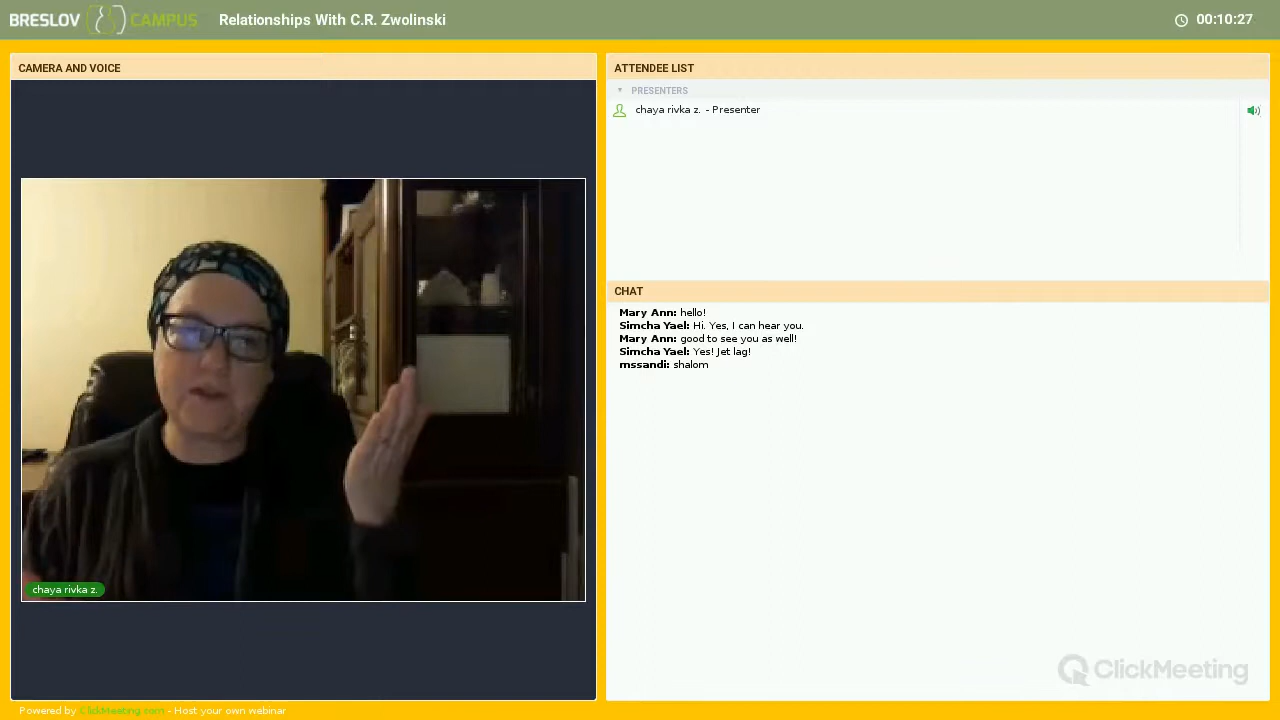 BRESLOV CAMPUS Relationships With C.R. Zwolinski 00:10:27
CAMERA AND VOICE
chaya rivka z.
ATTENDEE LIST
PRESENTERS
chaya rivka z. - Presenter
CHAT
Mary Ann: hello!
Simcha Yael: Hi. Yes, I can hear you.
Mary Ann: good to see you as well!
Simcha Yael: Yes! Jet lag!
mssandi: shalom
ClickMeeting
Powered by ClickMeeting.com - Host your own webinar